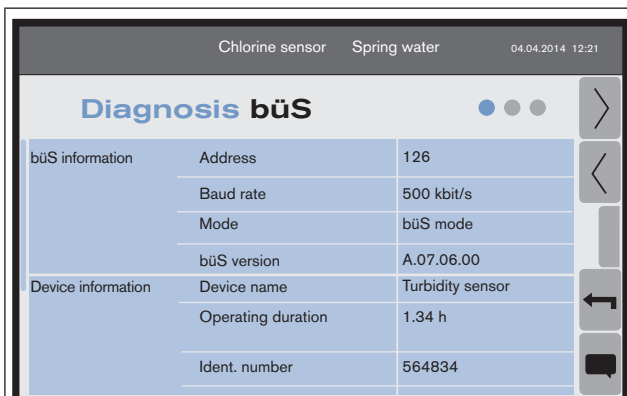 Chlorine sensor Spring water 04.04.2014 12:21
Diagnosis büS
büS information Address 126
Baud rate 500 kbit/s
Mode büS mode
büS version A.07.06.00
Device information Device name Turbidity sensor
Operating duration 1.34 h
Ident. number 564834